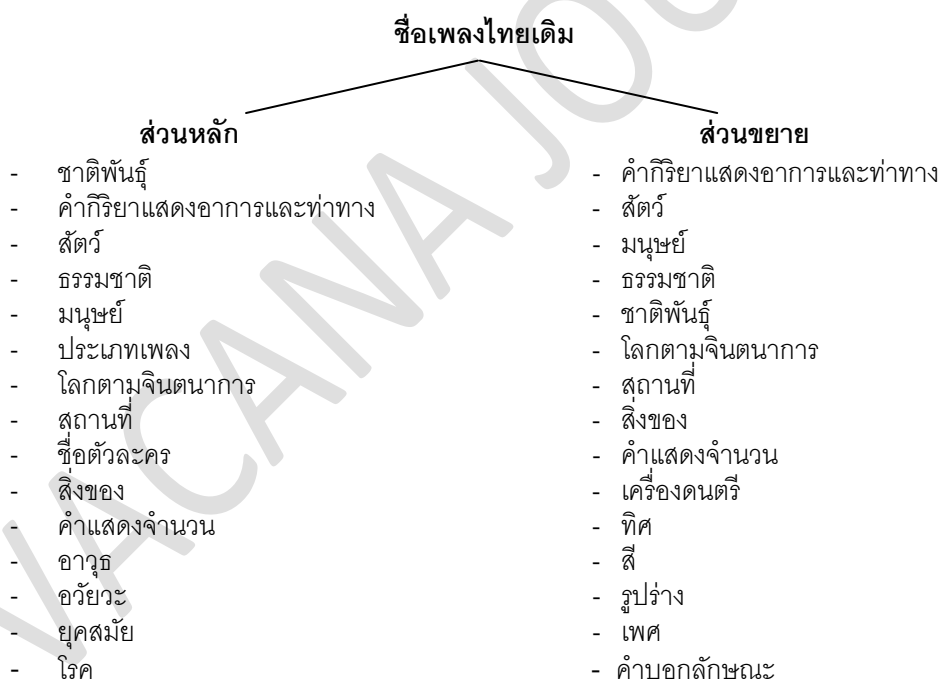 ชื่อเพลงไทยเดิม
ส่วนหลัก
- ชาติพันธุ์
- คำกิริยาแสดงอาการและท่าทาง
- สัตว์
- ธรรมชาติ
- มนุษย์
- ประเภทเพลง
- โลกตามจินตนาการ
- สถานที่
- ชื่อตัวละคร
- สิ่งของ
- คำแสดงจำนวน
- อาวุธ
- อวัยวะ
- ยุคสมัย
- โรค
ส่วนขยาย
- คำกิริยาแสดงอาการและท่าทาง
- สัตว์
- มนุษย์
- ธรรมชาติ
- ชาติพันธุ์
- โลกตามจินตนาการ
- สถานที่
- สิ่งของ
- คำแสดงจำนวน
- เครื่องดนตรี
- ทิศ
- สี
- รูปร่าง
- เพศ
- คำบอกลักษณะ
VACANA JOU